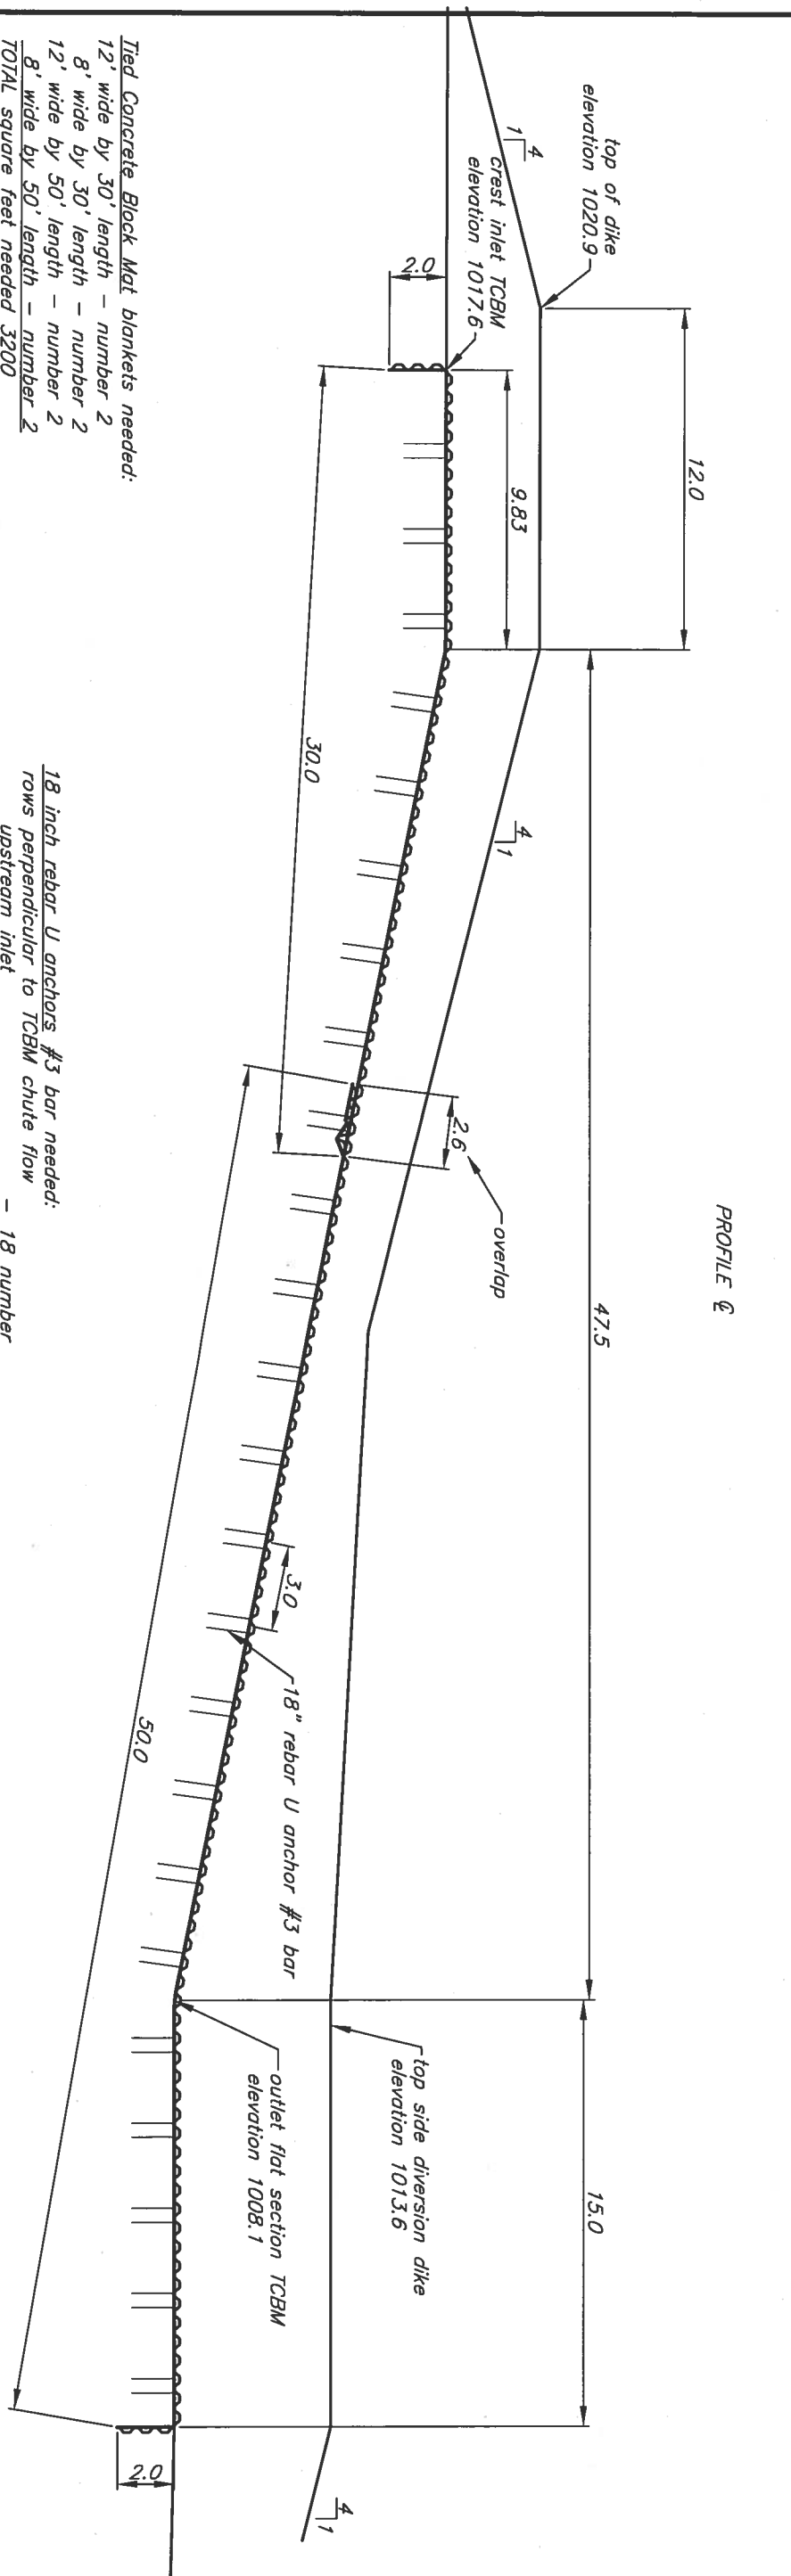 PROFILE ℄
12.0
47.5
15.0
top of dike
elevation 1020.9
9.83
4
1
crest inlet TCBM
elevation 1017.6
4
1
2.0
2.6
overlap
top side diversion dike
elevation 1013.6
4
1
30.0
3.0
18" rebar U anchor #3 bar
outlet flat section TCBM
elevation 1008.1
50.0
2.0
Tied Concrete Block Mat blankets needed:
12' wide by 30' length - number 2
8' wide by 30' length - number 2
12' wide by 50' length - number 2
8' wide by 50' length - number 2
TOTAL square feet needed 3200
18 inch rebar U anchors #3 bar needed:
rows perpendicular to TCBM chute flow
upstream inlet - 18 number